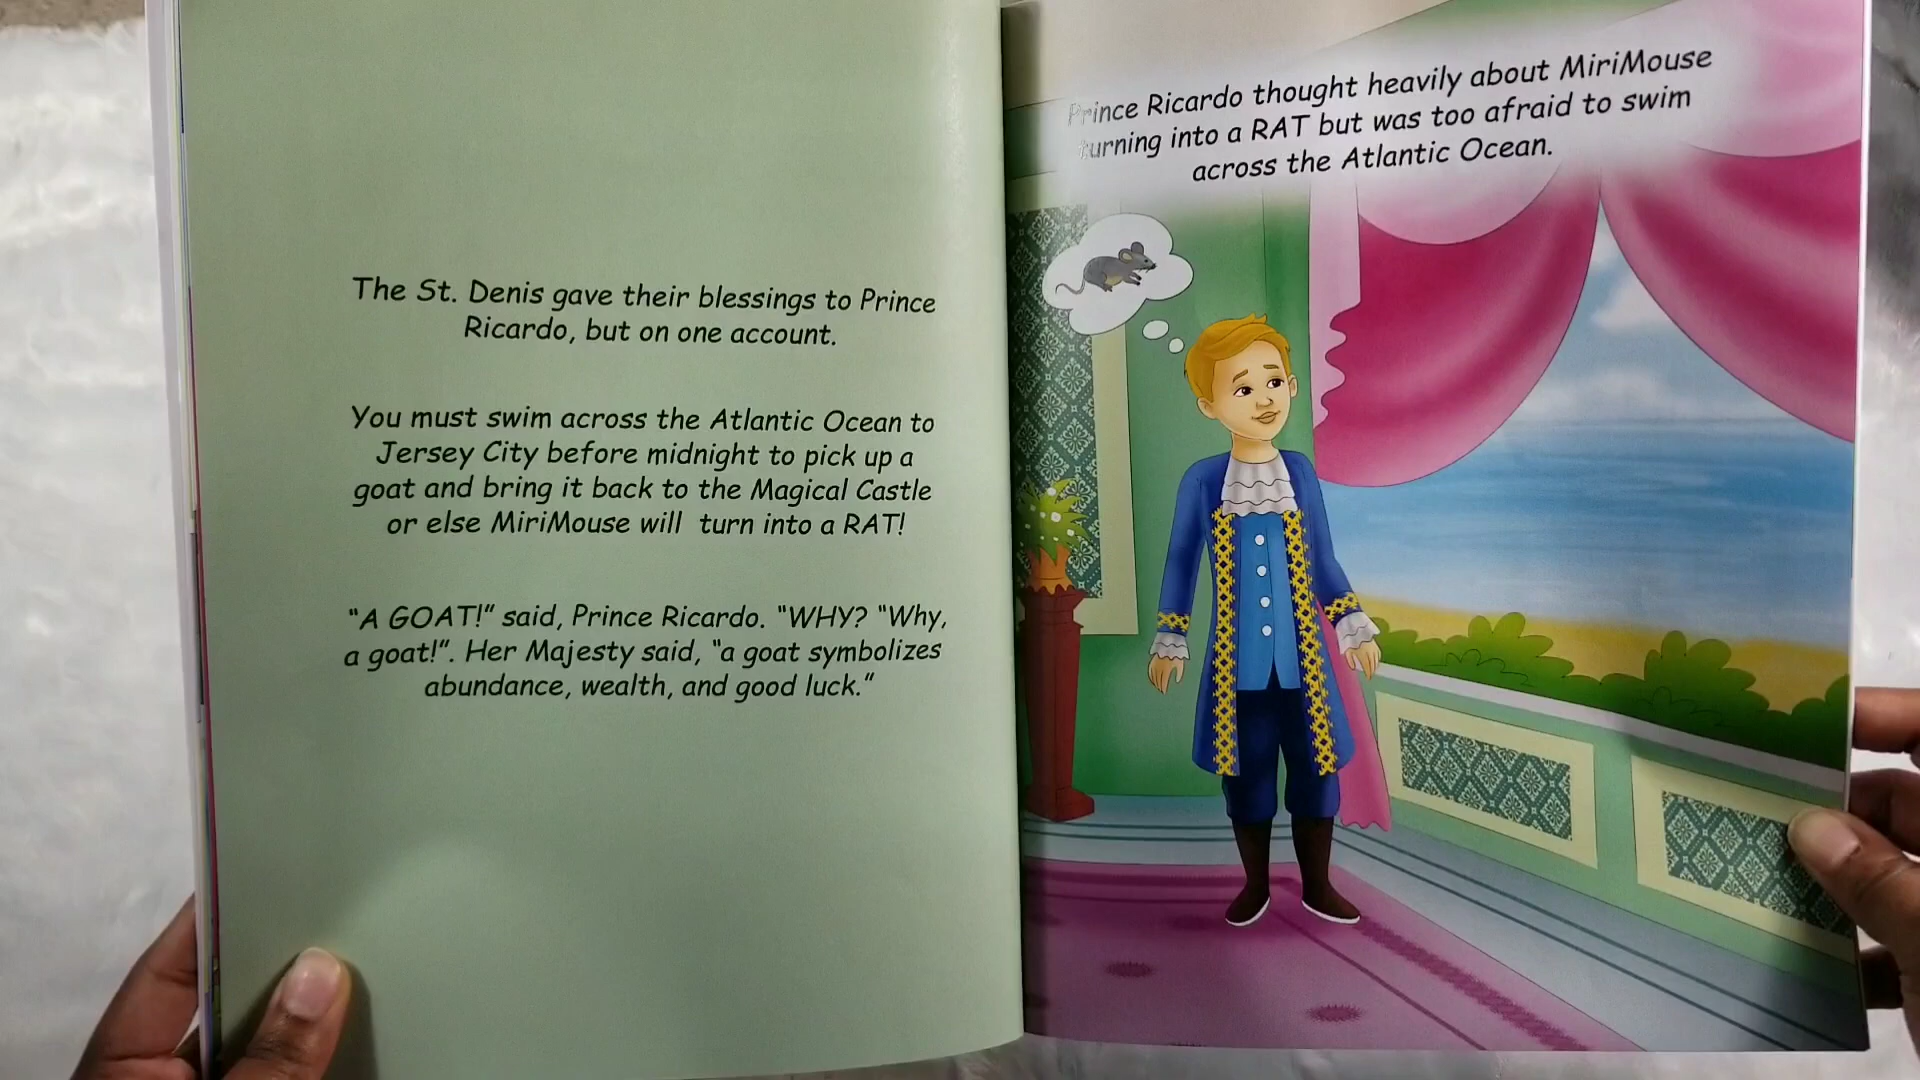 The St. Denis gave their blessings to Prince
Ricardo, but on one account.
You must swim across the Atlantic Ocean to
Jersey City before midnight to pick up a
goat and bring it back to the Magical Castle
or else MiriMouse will turn into a RAT!
"A GOAT!" said, Prince Ricardo. "WHY? "Why,
a goat!". Her Majesty said, "a goat symbolizes
abundance, wealth, and good luck."
Prince Ricardo thought heavily about MiriMouse
turning into a RAT but was too afraid to swim
across the Atlantic Ocean.